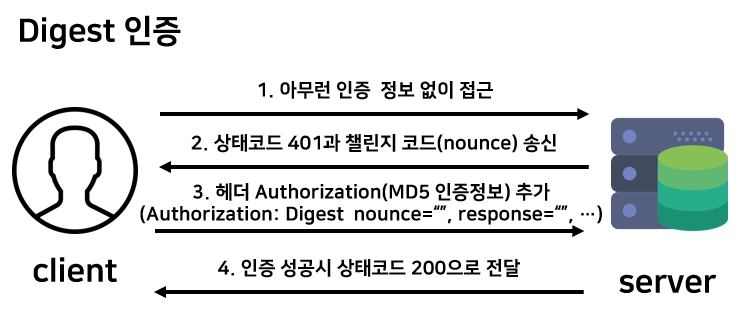 Digest 인증
1. 아무런 인증 정보 없이 접근
2. 상태코드 401과 챌린지 코드(nounce) 송신
3. 헤더 Authorization(MD5 인증정보) 추가
(Authorization: Digest nounce=“”, response=“”, ⋯)
4. 인증 성공시 상태코드 200으로 전달
client
server